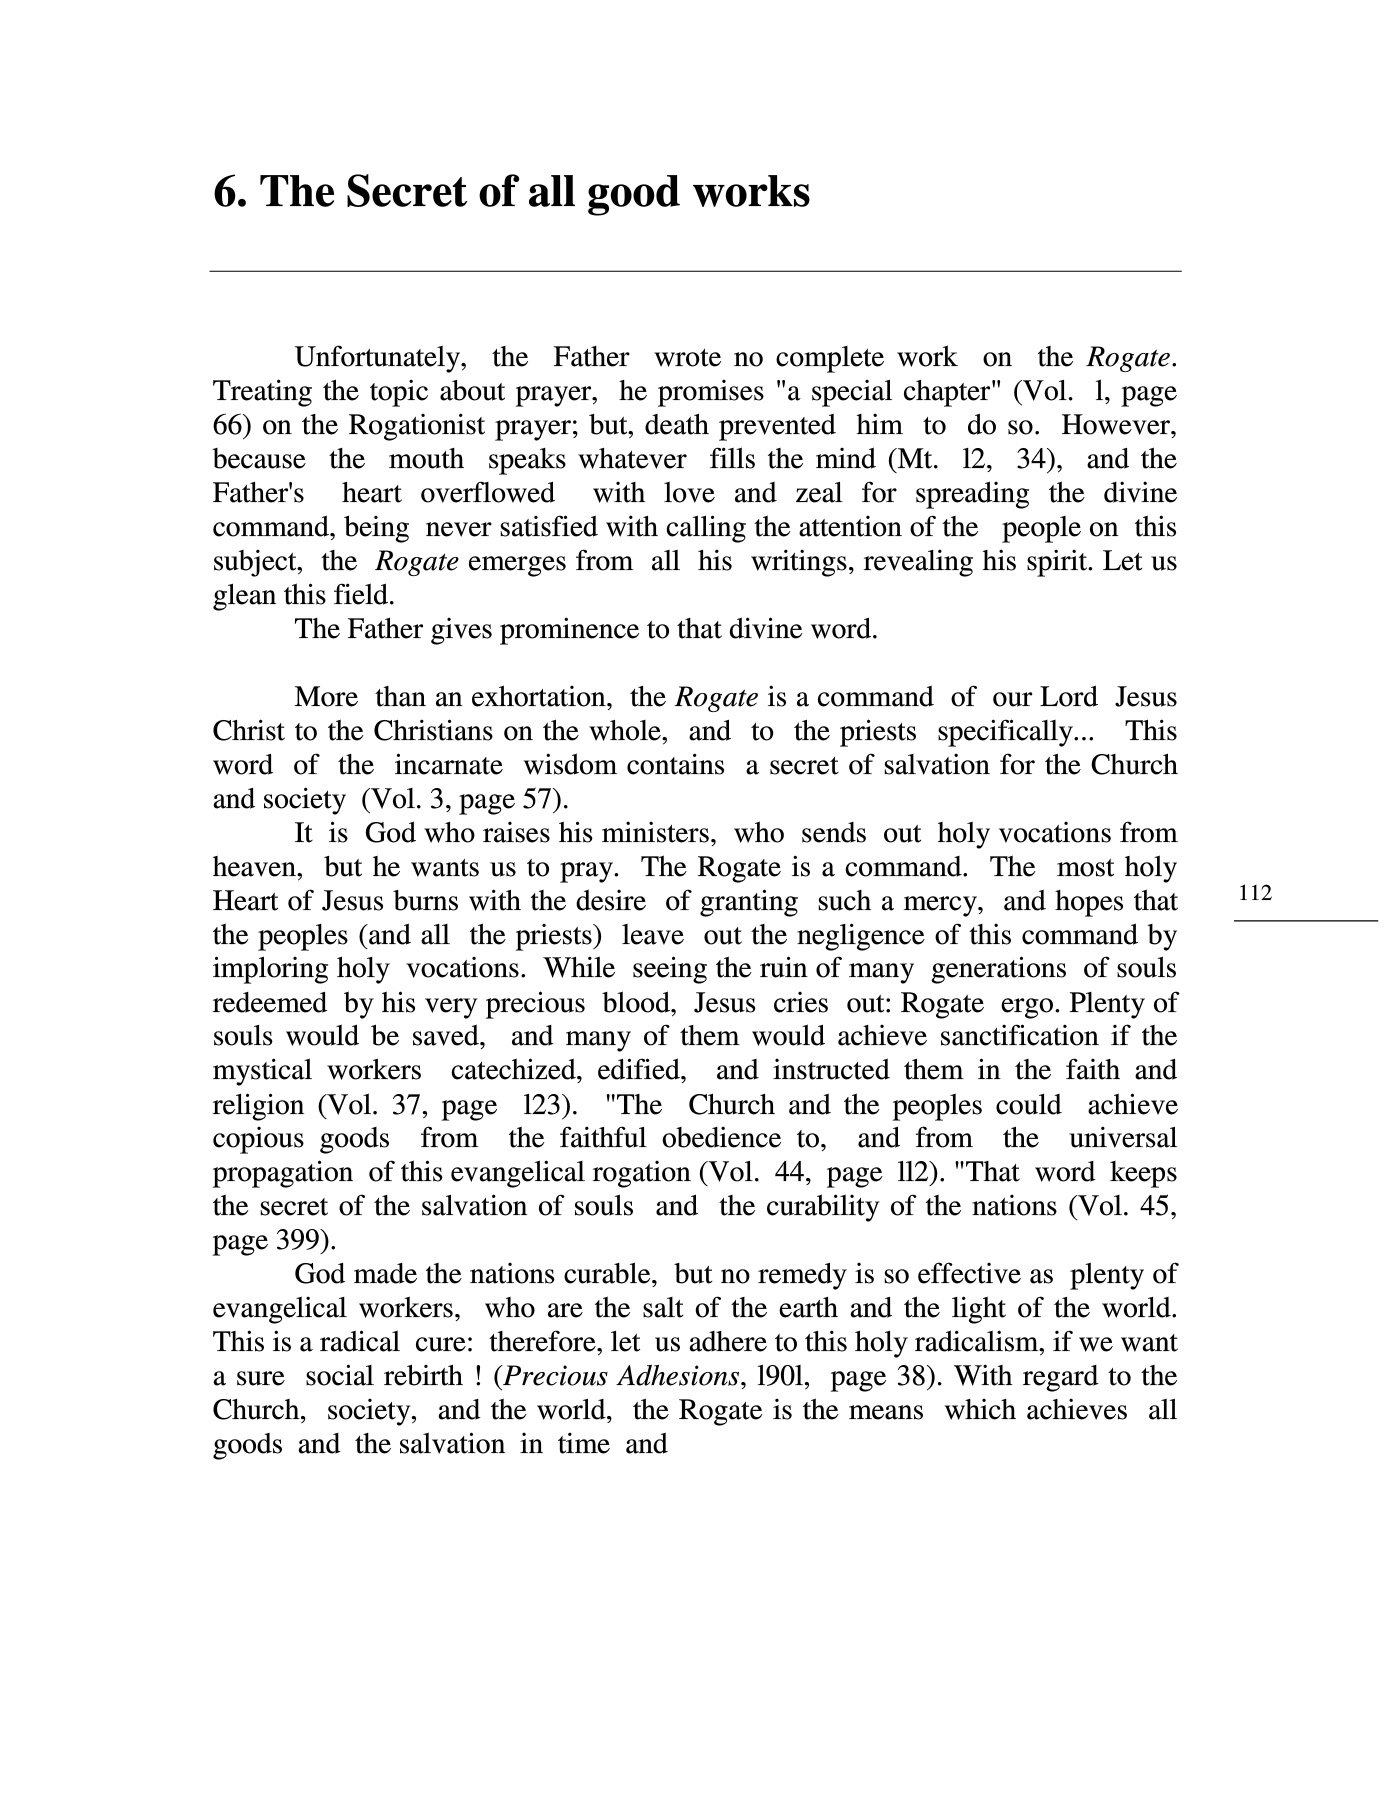 6. The Secret of all good works
Unfortunately, the Father wrote no complete work on the Rogate.
Treating the topic about prayer, he promises "a special chapter" (Vol. l, page
66) on the Rogationist prayer; but, death prevented him to do so. However,
because the mouth speaks whatever fills the mind (Mt. l2, 34), and the
Father's heart overflowed with love and zeal for spreading the divine
command, being never satisfied with calling the attention of the people on this
subject, the Rogate emerges from all his writings, revealing his spirit. Let us
glean this field.
The Father gives prominence to that divine word.
More than an exhortation, the Rogate is a command of our Lord Jesus
Christ to the Christians on the whole, and to the priests specifically... This
word of the incarnate wisdom contains a secret of salvation for the Church
and society (Vol. 3, page 57).
It is God who raises his ministers, who sends out holy vocations from
heaven, but he wants us to pray. The Rogate is a command. The most holy
Heart of Jesus burns with the desire of granting such a mercy, and hopes that
the peoples (and all the priests) leave out the negligence of this command by
imploring holy vocations. While seeing the ruin of many generations of souls
redeemed by his very precious blood, Jesus cries out: Rogate ergo. Plenty of
souls would be saved, and many of them would achieve sanctification if the
mystical workers catechized, edified, and instructed them in the faith and
religion (Vol. 37, page l23). "The Church and the peoples could achieve
copious goods from the faithful obedience to, and from the universal
propagation of this evangelical rogation (Vol. 44, page ll2). "That word keeps
the secret of the salvation of souls and the curability of the nations (Vol. 45,
page 399).
God made the nations curable, but no remedy is so effective as plenty of
evangelical workers, who are the salt of the earth and the light of the world.
This is a radical cure: therefore, let us adhere to this holy radicalism, if we want
a sure social rebirth ! (Precious Adhesions, l90l, page 38). With regard to the
Church, society, and the world, the Rogate is the means which achieves all
goods and the salvation in time and
112